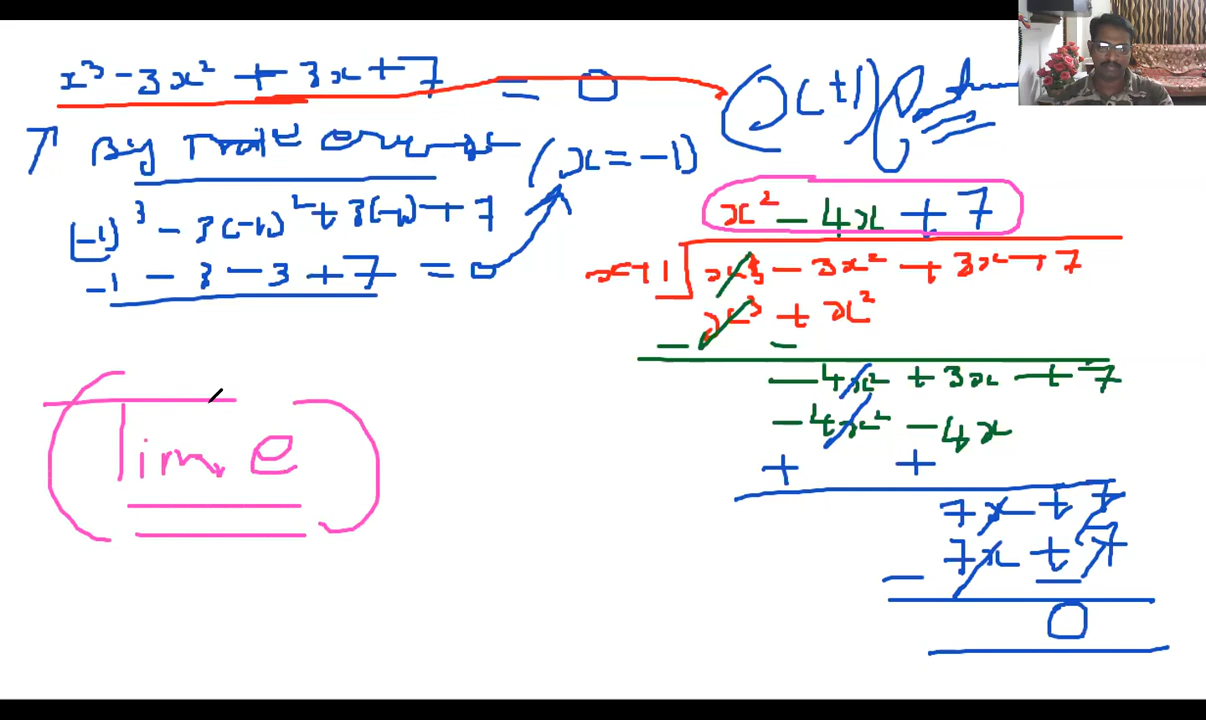 x³ - 3x² + 3x + 7 = 0
By Trail
(x = -1)
(-1)³ - 3(-1)² + 3(-1) + 7
-1 - 3 - 3 + 7 = 0
Time
x² - 4x + 7
x+1 x³ - 3x² + 3x + 7
x³ + x²
- -
- 4x² + 3x + 7
- 4x² - 4x
+ +
7x + 7
7x + 7
- -
0